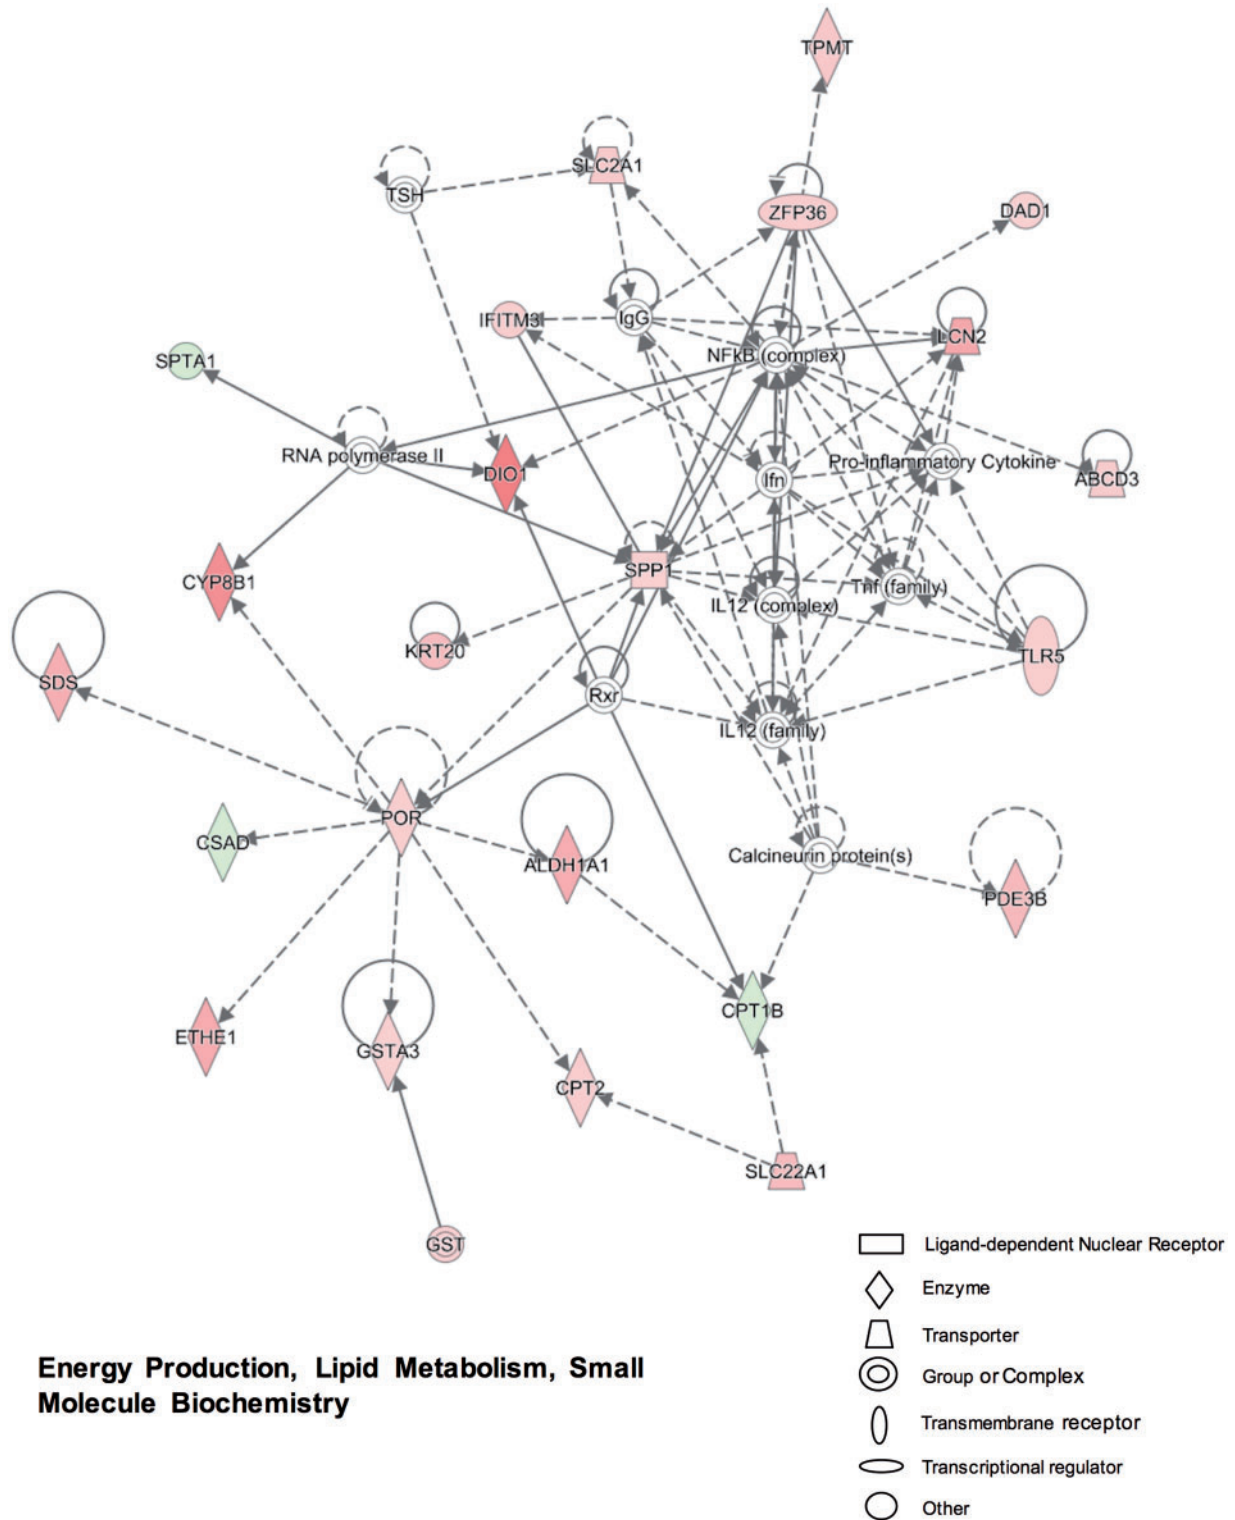 TPMT
SLC2A1
TSH
ZFP36
DAD1
IFITM3
IgG
LCN2
NFkB (complex)
SPTA1
RNA polymerase II
DIO1
Ifn
Pro-inflammatory Cytokine
ABCD3
CYP8B1
SPP1
IL12 (complex)
Tnf (family)
KRT20
TLR5
SDS
Rxr
IL12 (family)
POR
CSAD
ALDH1A1
Calcineurin protein(s)
PDE3B
CPT1B
ETHE1
GSTA3
CPT2
SLC22A1
GST
Ligand-dependent Nuclear Receptor
Enzyme
Transporter
Group or Complex
Transmembrane receptor
Transcriptional regulator
Other
Energy Production, Lipid Metabolism, Small
Molecule Biochemistry